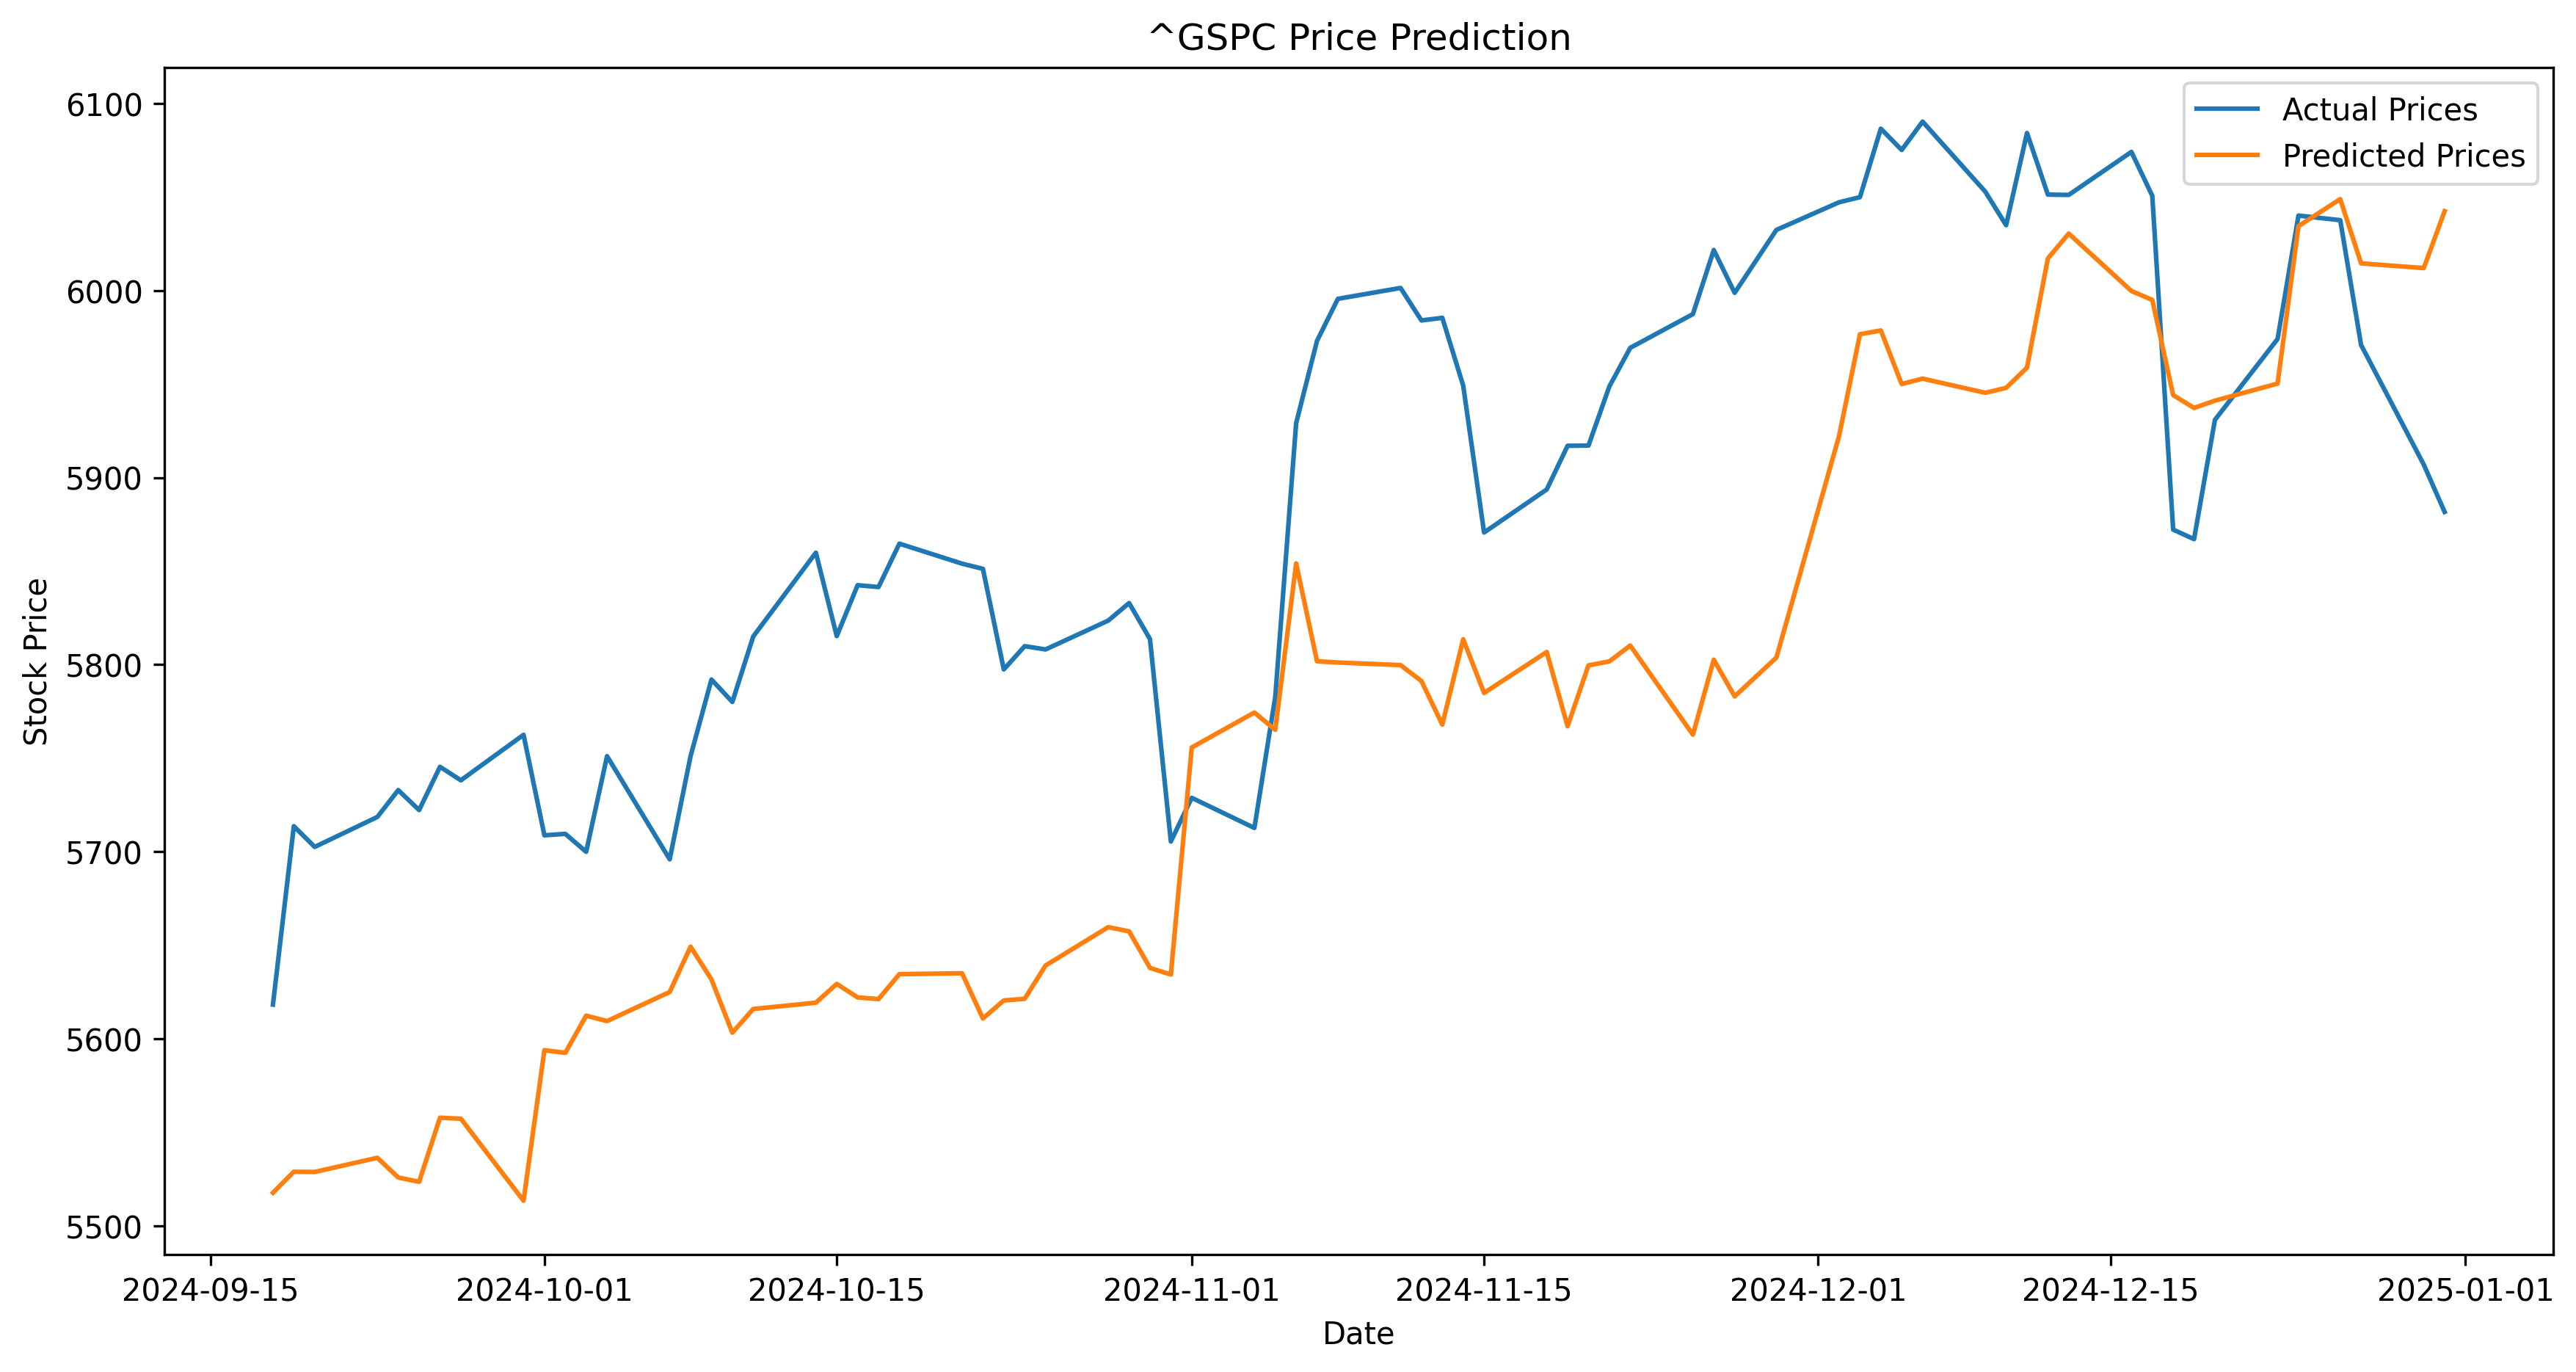 ^GSPC Price Prediction
Actual Prices
Predicted Prices
6100
6000
5900
5800
5700
5600
5500
Stock Price
2024-09-15 2024-10-01 2024-10-15 2024-11-01 2024-11-15 2024-12-01 2024-12-15 2025-01-01
Date